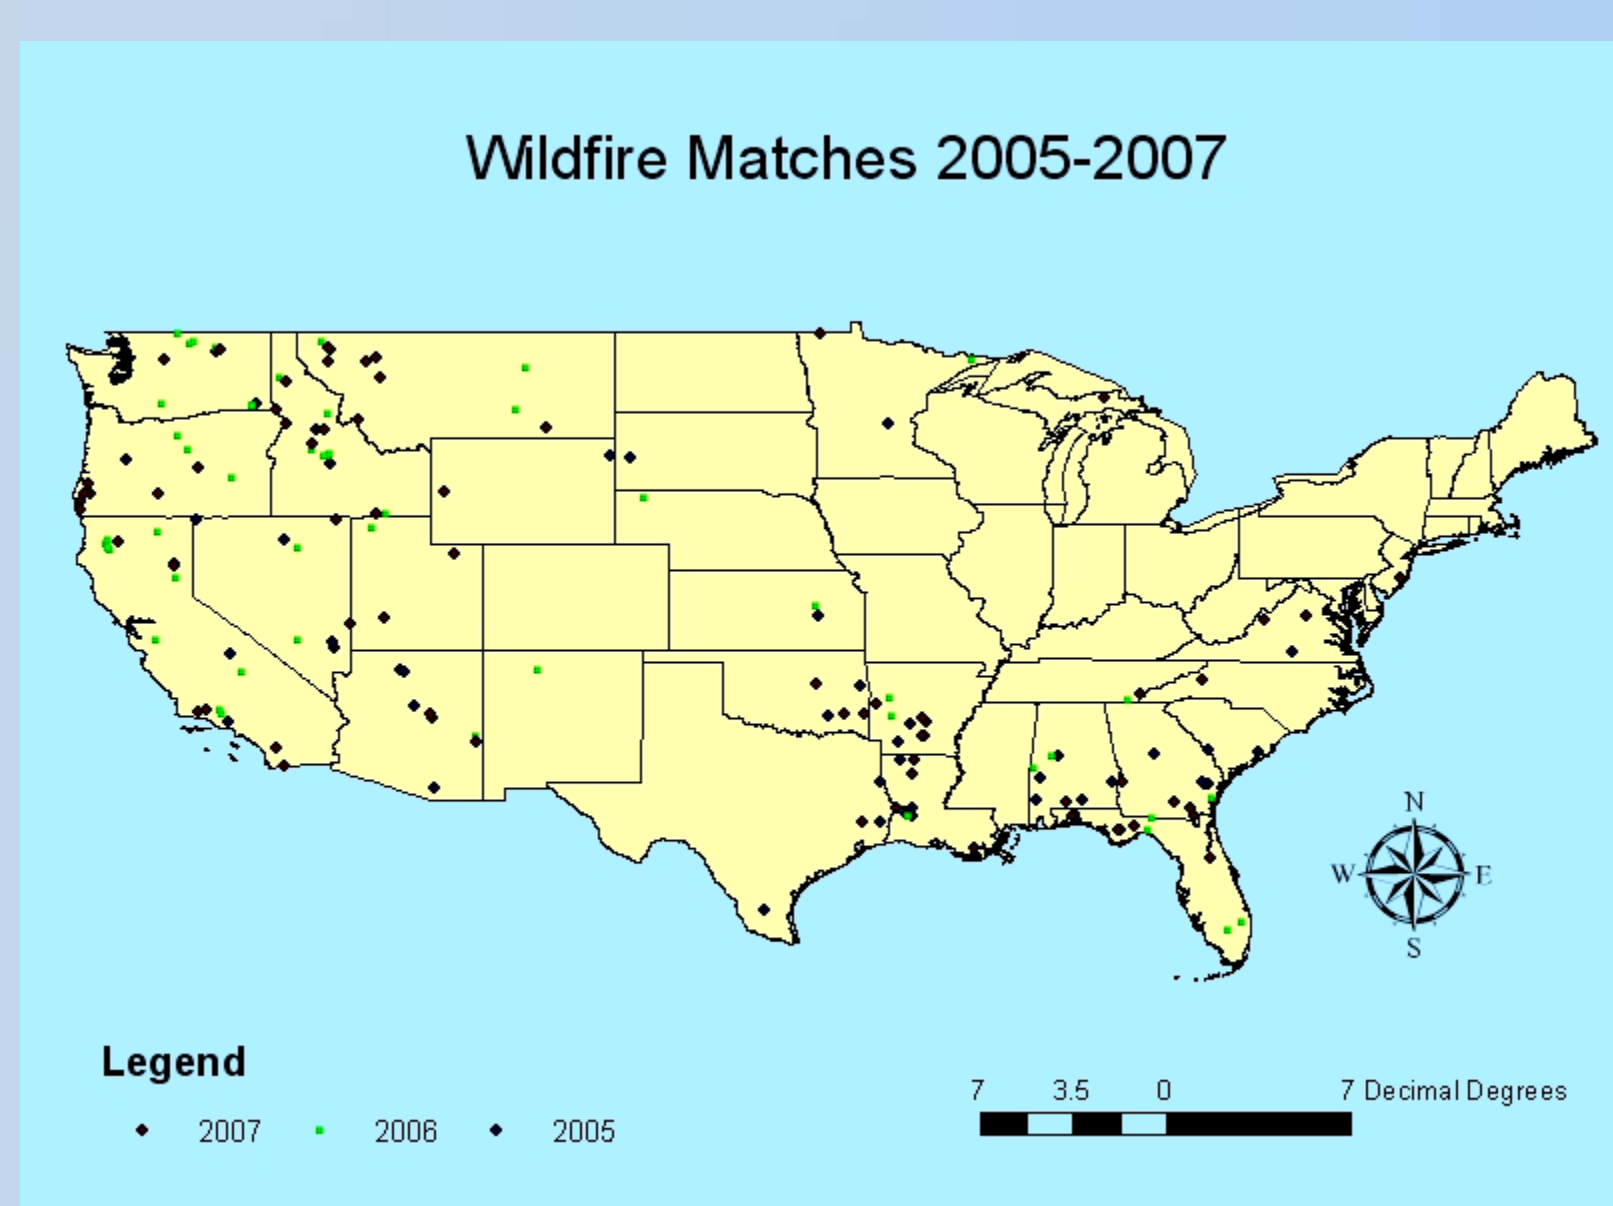 Wildfire Matches 2005-2007
N
W E
S
Legend
2007 2006 2005
7 3.5 0 7 Decimal Degrees